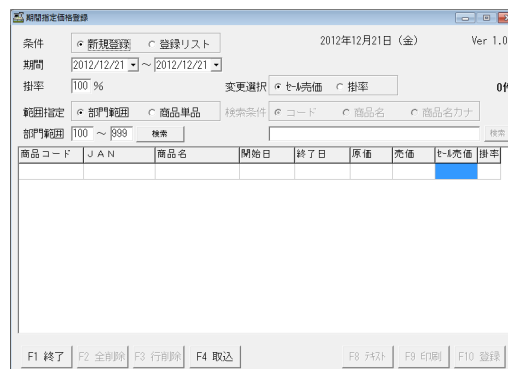 期間指定価格登録
条件 新規登録 登録リスト 2012年12月21日（金） Ver 1.0
期間 2012/12/21 ～ 2012/12/21
掛率 100 % 変更選択 セール売価 掛率 0件
範囲指定 部門範囲 商品単品 検索条件 コード 商品名 商品名カナ
部門範囲 100 ～ 999 検索 検索
商品コード JAN 商品名 開始日 終了日 原価 売価 セール売価 掛率
F1 終了 F2 全削除 F3 行削除 F4 取込 F8 テキスト F9 印刷 F10 登録